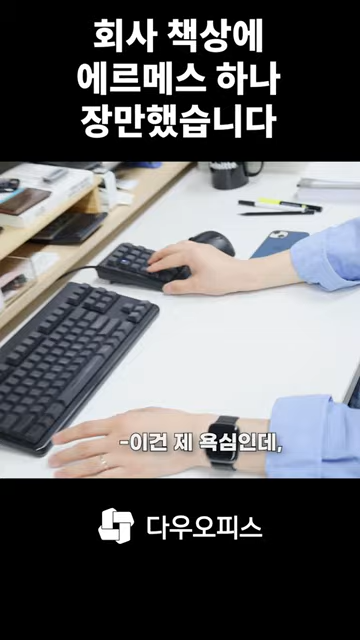 회사 책상에
에르메스 하나
장만했습니다
-이건 제 욕심인데,
다우오피스